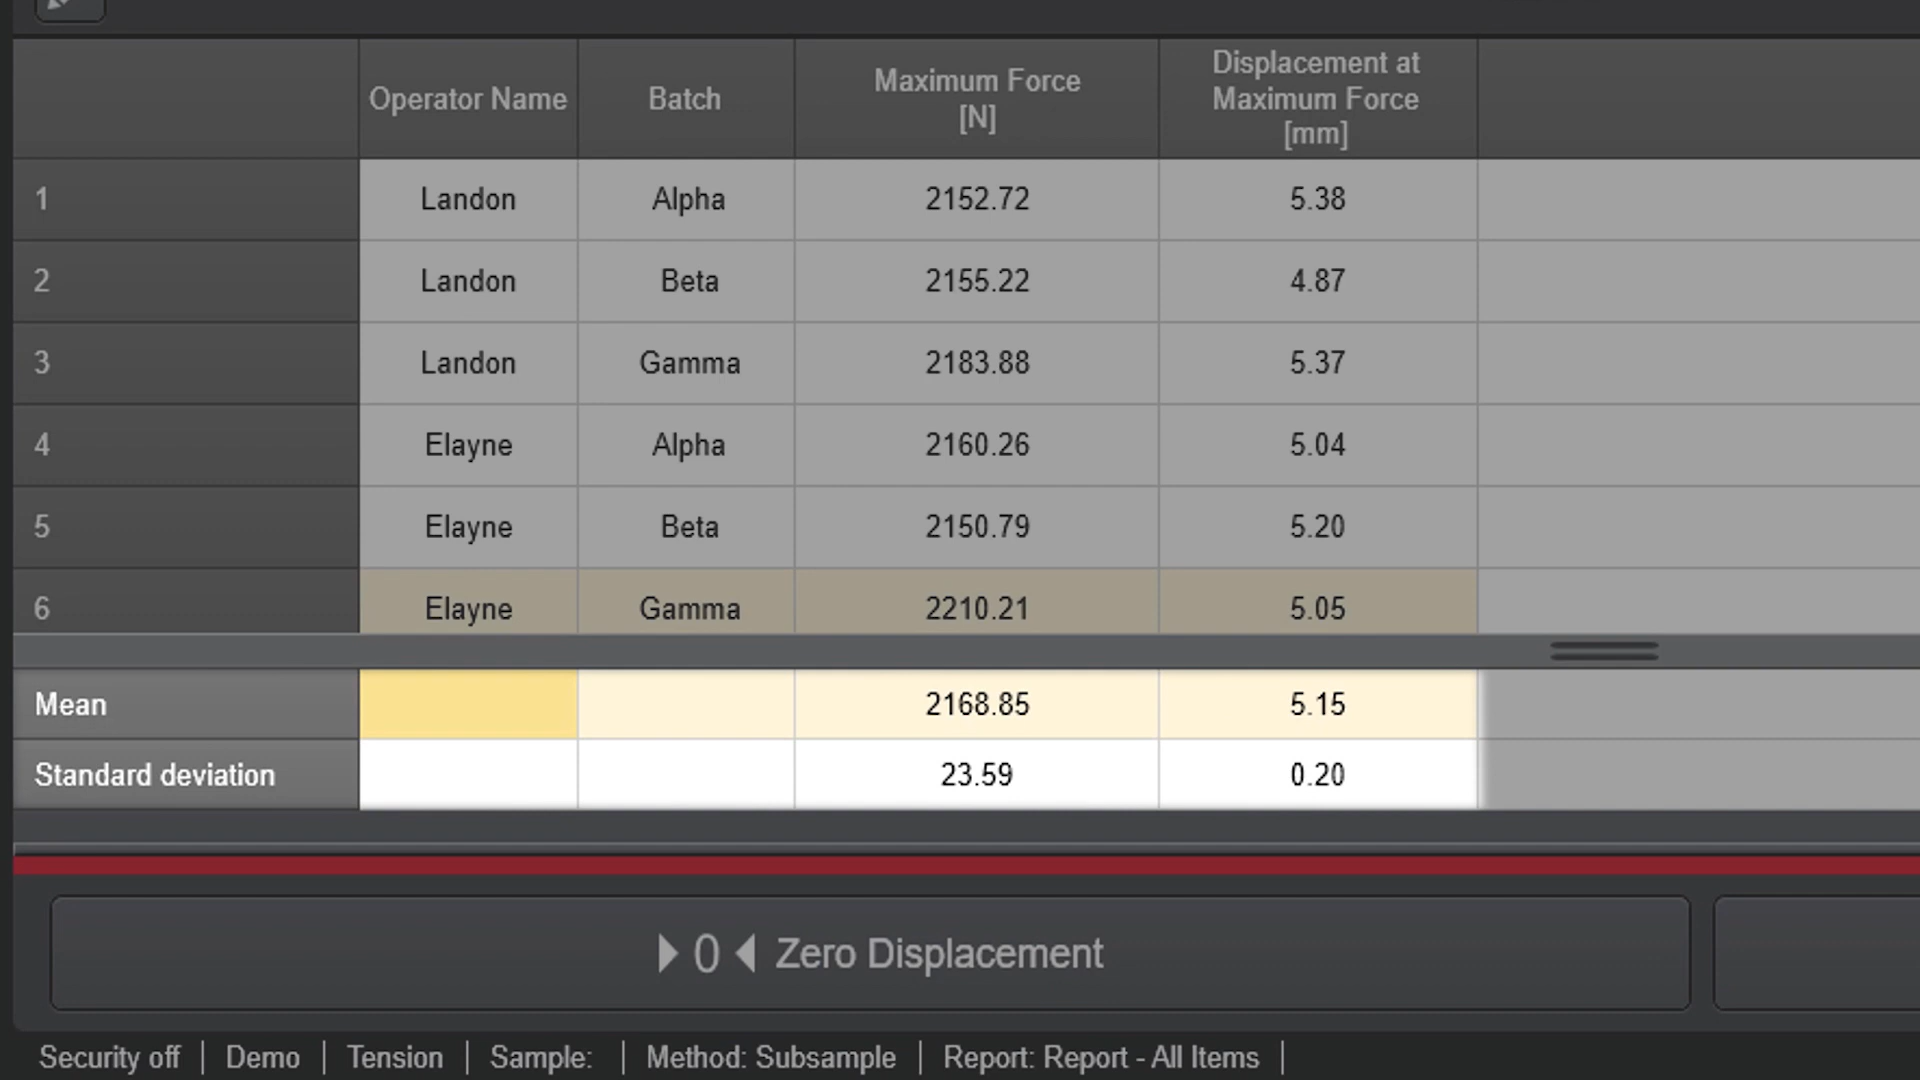 Operator Name Batch Maximum Force [N] Displacement at Maximum Force [mm]
1 Landon Alpha 2152.72 5.38
2 Landon Beta 2155.22 4.87
3 Landon Gamma 2183.88 5.37
4 Elayne Alpha 2160.26 5.04
5 Elayne Beta 2150.79 5.20
6 Elayne Gamma 2210.21 5.05
Mean 2168.85 5.15
Standard deviation 23.59 0.20
0 Zero Displacement
Security off | Demo | Tension | Sample: | Method: Subsample | Report: Report - All Items |